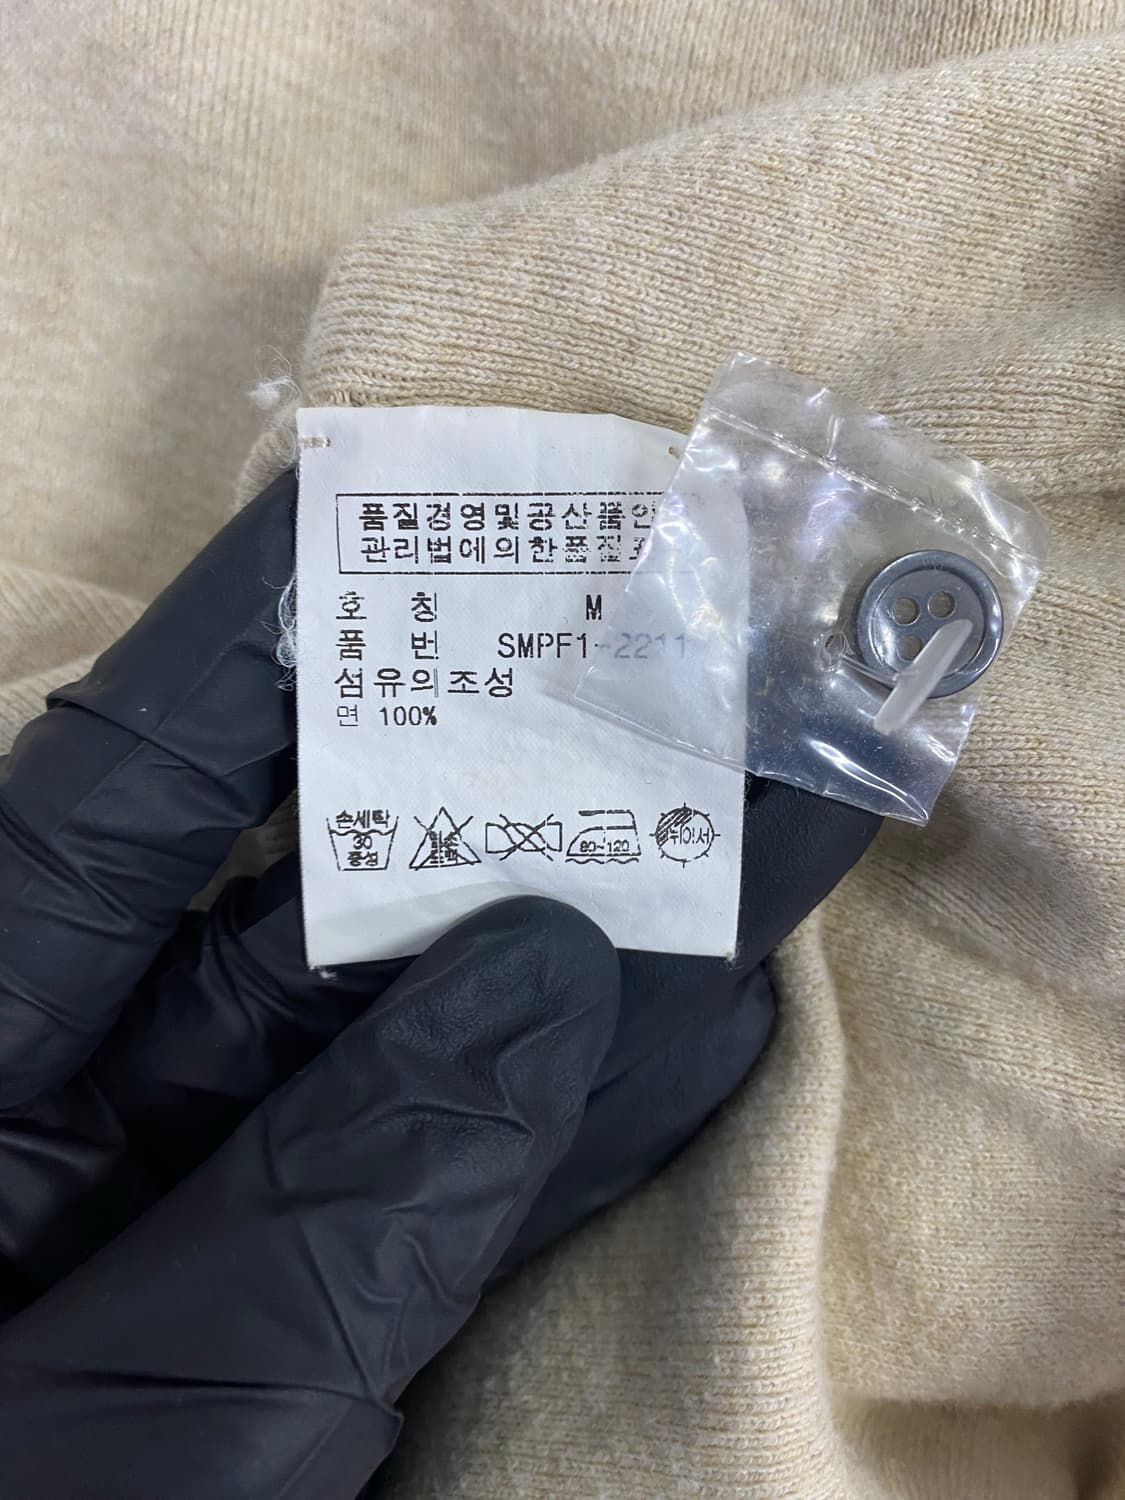 품질경영및공산품안
관리법에의한품질표
호 칭 M
품 번 SMPF1-2211
섬유의조성
면 100%
손세탁
30
중성
80~120